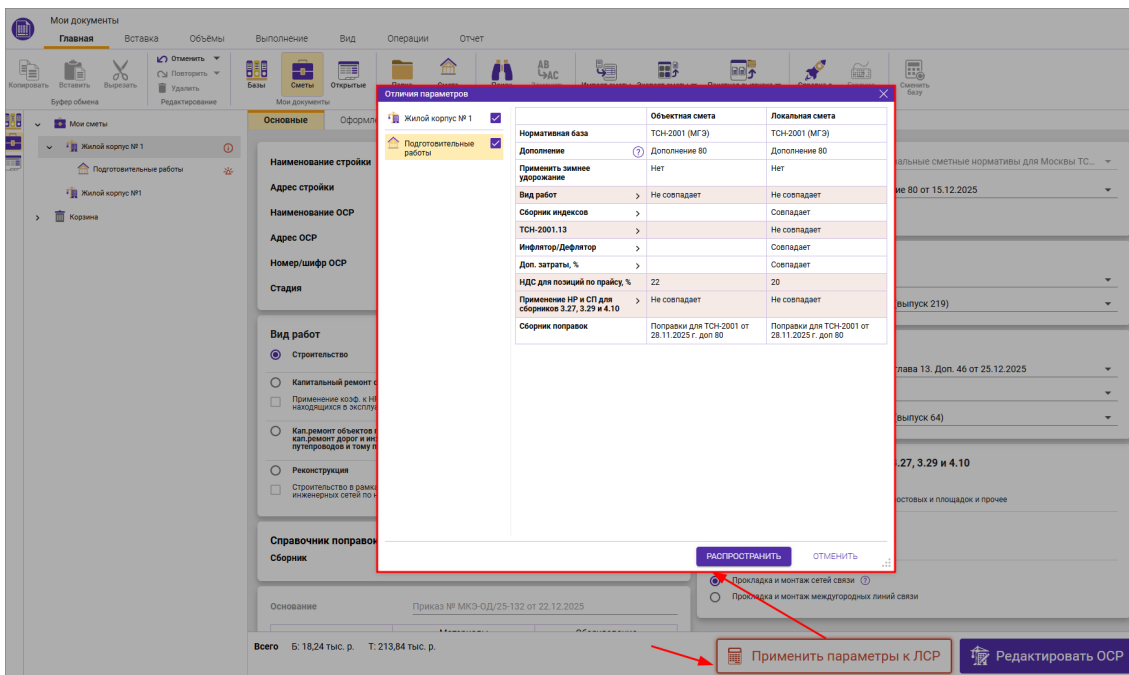 Мои документы
Главная Вставка Объёмы Выполнение Вид Операции Отчет
Копировать Вставить Вырезать
Отменить
Повторить
Удалить
Буфер обмена Редактирование
Базы Сметы Открытые
Мои документы
AB
AC
Сменить
базу
Мои сметы
Жилой корпус № 1
Подготовительные работы
Жилой корпус №1
Корзина
Основные
Наименование стройки
Адрес стройки
Наименование ОСР
Адрес ОСР
Номер/шифр ОСР
Стадия
Вид работ
Строительство
Капитальный ремонт
Применение коэф. к
находящихся в
Кап.ремонт объектов
кап.ремонт дорог и
путепроводов и тому
Реконструкция
Строительство в
инженерных сетей по
Справочник поправок
Сборник
Основание Приказ № МКЭ-ОД/25-132 от 22.12.2025
Отличия параметров
Жилой корпус № 1
Подготовительные
работы
Объектная смета Локальная смета
Нормативная база ТСН-2001 (МГЭ) ТСН-2001 (МГЭ)
Дополнение ? Дополнение 80 Дополнение 80
Применить зимнее Нет Нет
удорожание
Вид работ > Не совпадает Не совпадает
Сборник индексов > Совпадает
ТСН-2001.13 > Не совпадает
Инфлятор/Дефлятор > Совпадает
Доп. затраты, % > Совпадает
НДС для позиций по прайсу, % 22 20
Применение НР и СП для > Не совпадает Не совпадает
сборников 3.27, 3.29 и 4.10
Сборник поправок Поправки для ТСН-2001 от Поправки для ТСН-2001 от
28.11.2025 г. доп 80 28.11.2025 г. доп 80
РАСПРОСТРАНИТЬ ОТМЕНИТЬ
сметные нормативы для Москвы ТС...
80 от 15.12.2025
выпуск 219)
глава 13. Доп. 46 от 25.12.2025
выпуск 64)
.27, 3.29 и 4.10
и площадок и прочее
Прокладка и монтаж сетей связи ?
Прокладка и монтаж междугородных линий связи
Всего Б: 18,24 тыс. р. Т: 213,84 тыс. р.
Применить параметры к ЛСР
Редактировать ОСР